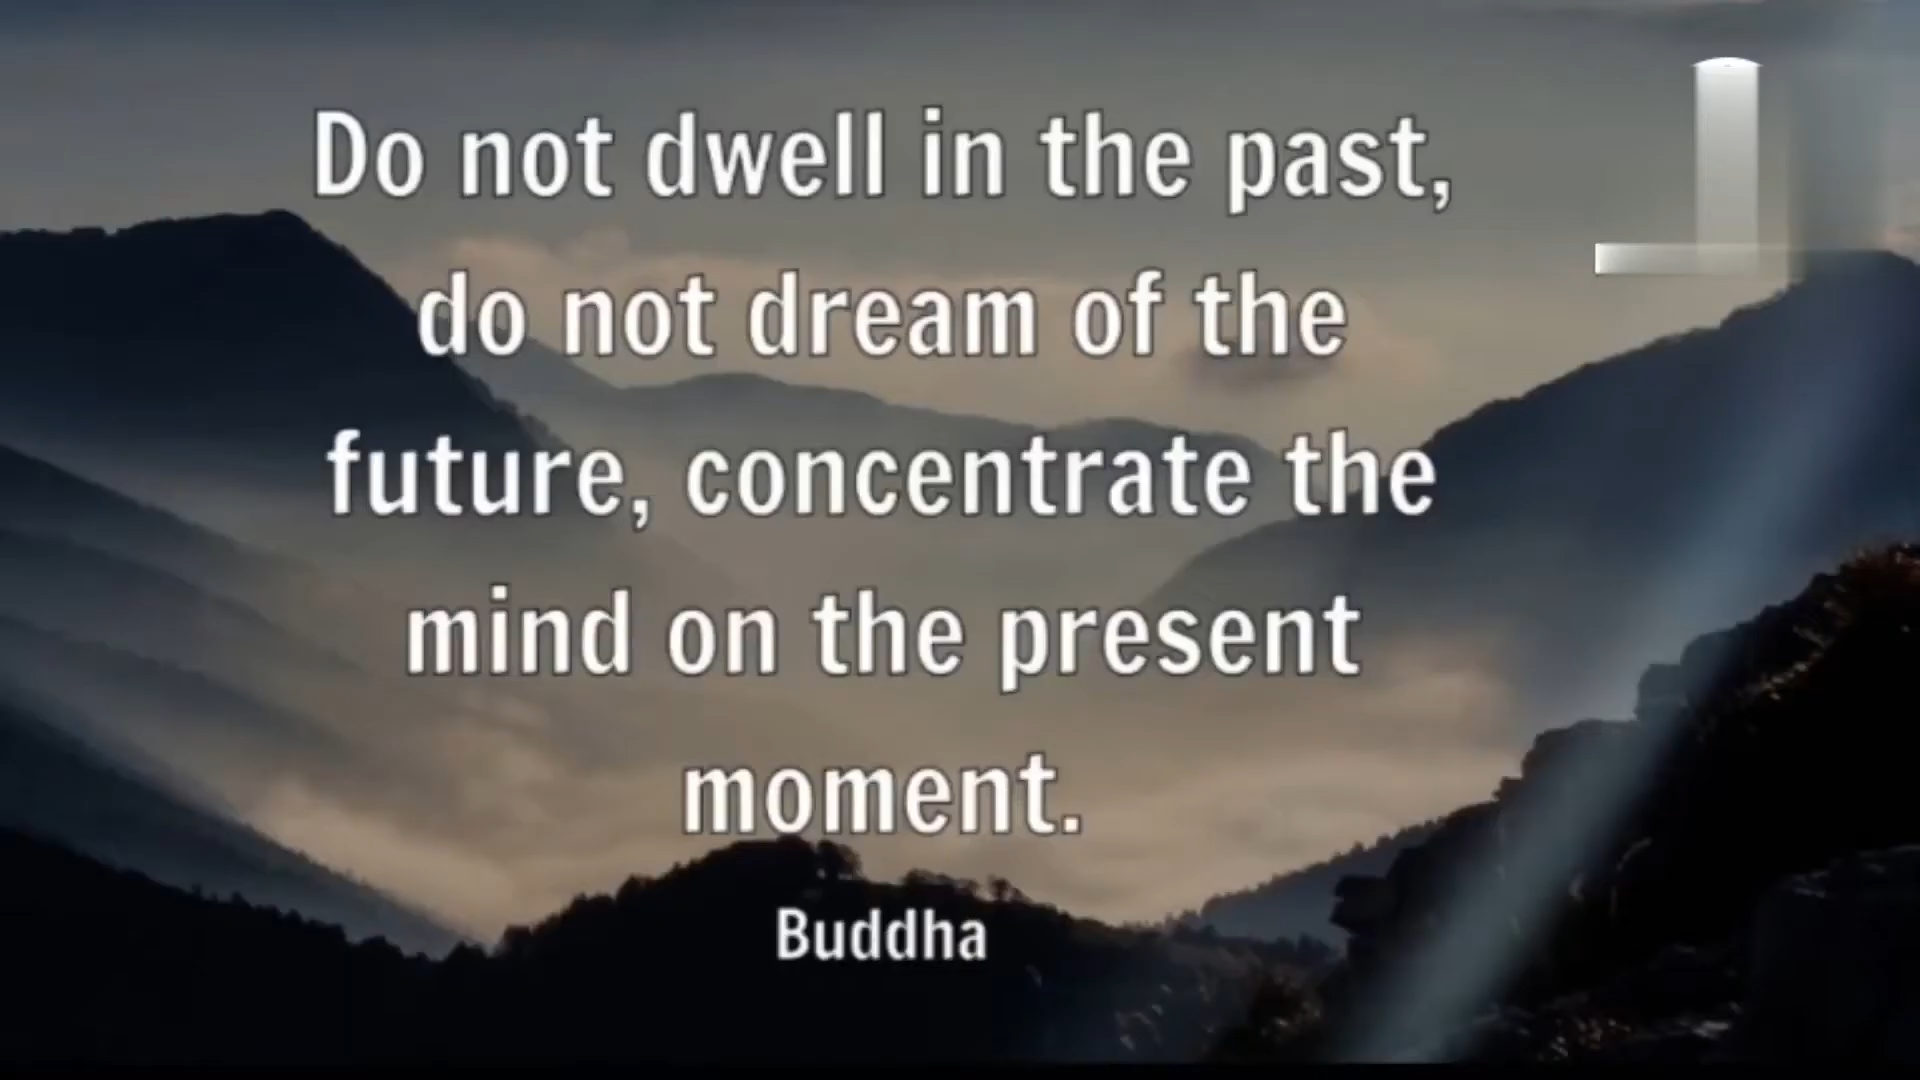 Do not dwell in the past,
do not dream of the
future, concentrate the
mind on the present
moment.
Buddha